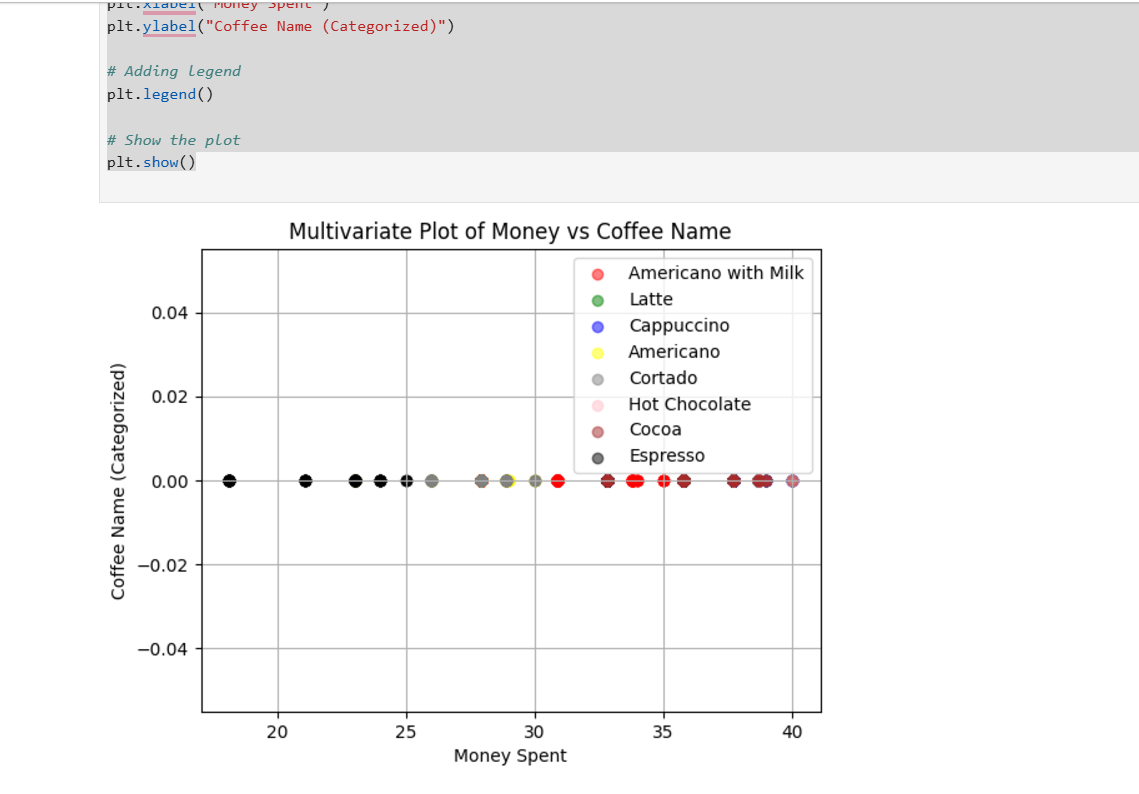 plt.xlabel("Money Spent")
plt.ylabel("Coffee Name (Categorized)")
# Adding legend
plt.legend()
# Show the plot
plt.show()
Multivariate Plot of Money vs Coffee Name
Americano with Milk
Latte
Cappuccino
Americano
Cortado
Hot Chocolate
Cocoa
Espresso
0.04
0.02
0.00
−0.02
−0.04
Coffee Name (Categorized)
20 25 30 35 40
Money Spent